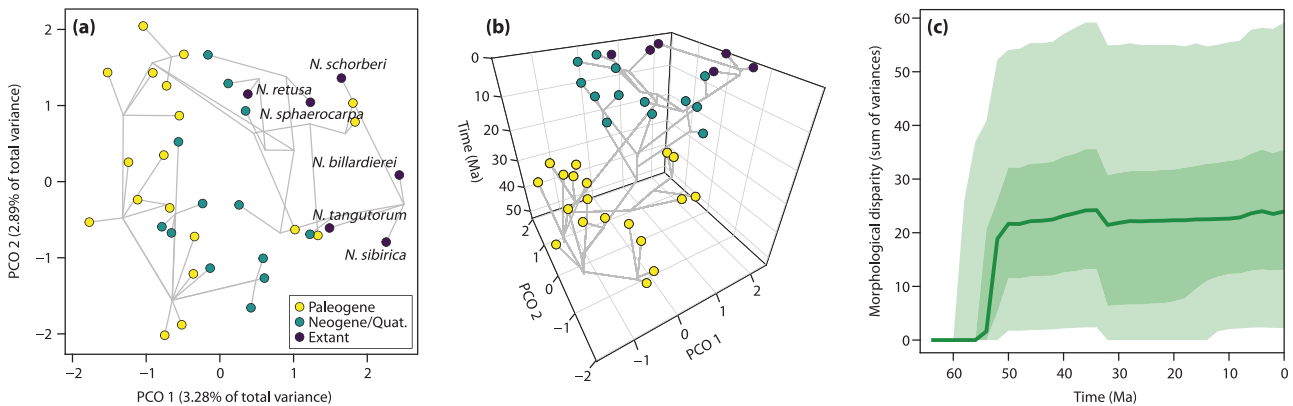 (a)
2
1
0
−1
−2
PCO 2 (2.89% of total variance)
N. schorberi
N. retusa
N. sphaerocarpa
N. billardierei
N. tangutorum
N. sibirica
Paleogene
Neogene/Quat.
Extant
−2 −1 0 1 2
PCO 1 (3.28% of total variance)
(b)
0
10
20
30
40
50
Time (Ma)
2
1
0
−1
−2
PCO 2
−1
0
1
2
PCO 1
(c)
60
50
40
30
20
10
0
Morphological disparity (sum of variances)
60 50 40 30 20 10 0
Time (Ma)